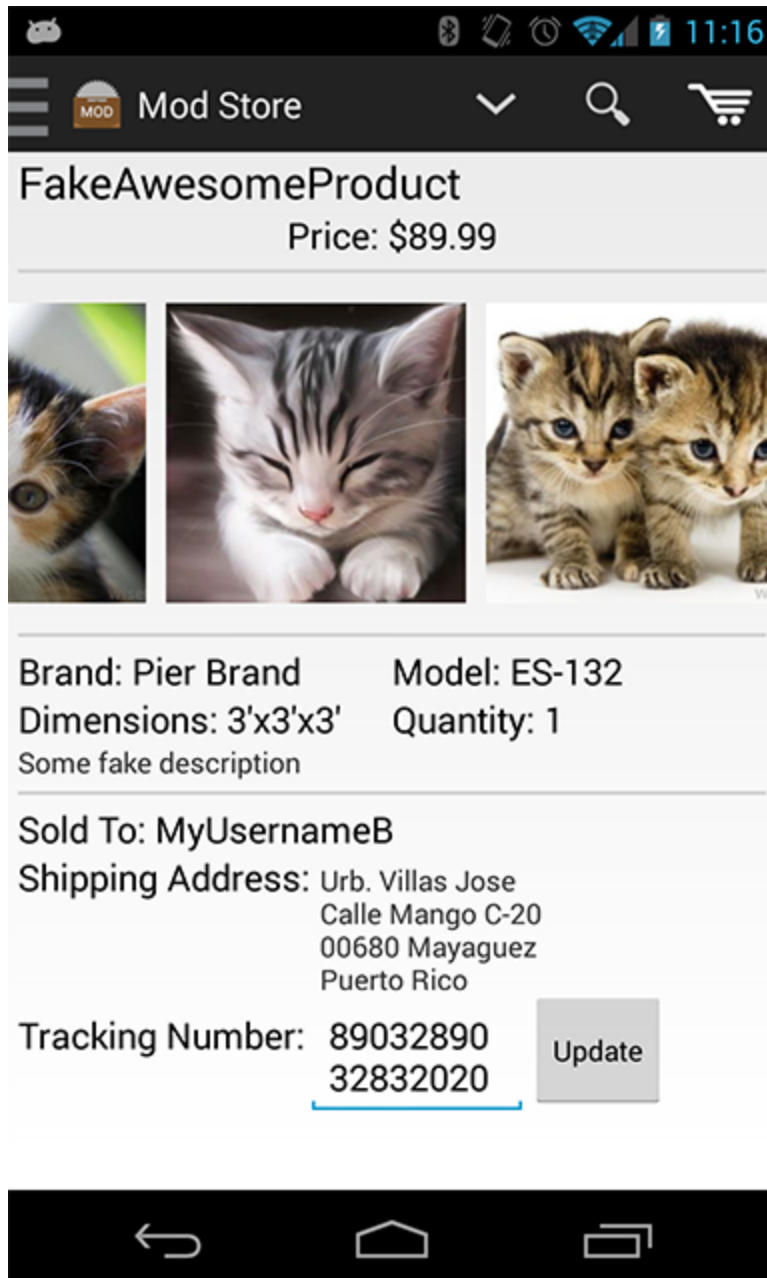 11:16
MOD
Mod Store
FakeAwesomeProduct
Price: $89.99
Brand: Pier Brand
Model: ES-132
Dimensions: 3'x3'x3'
Quantity: 1
Some fake description
Sold To: MyUsernameB
Shipping Address: Urb. Villas Jose
Calle Mango C-20
00680 Mayaguez
Puerto Rico
Tracking Number: 89032890
32832020
Update